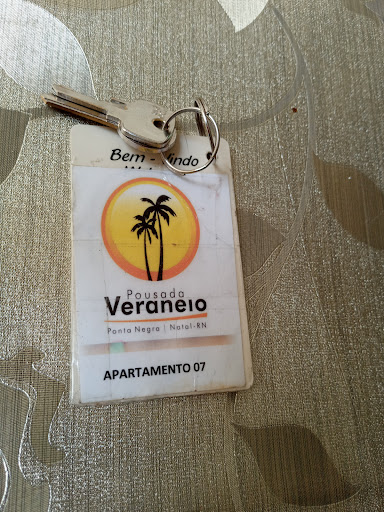 Bem - Vindo
Pousada
Veraneio
Ponta Negra | Natal-RN
APARTAMENTO 07